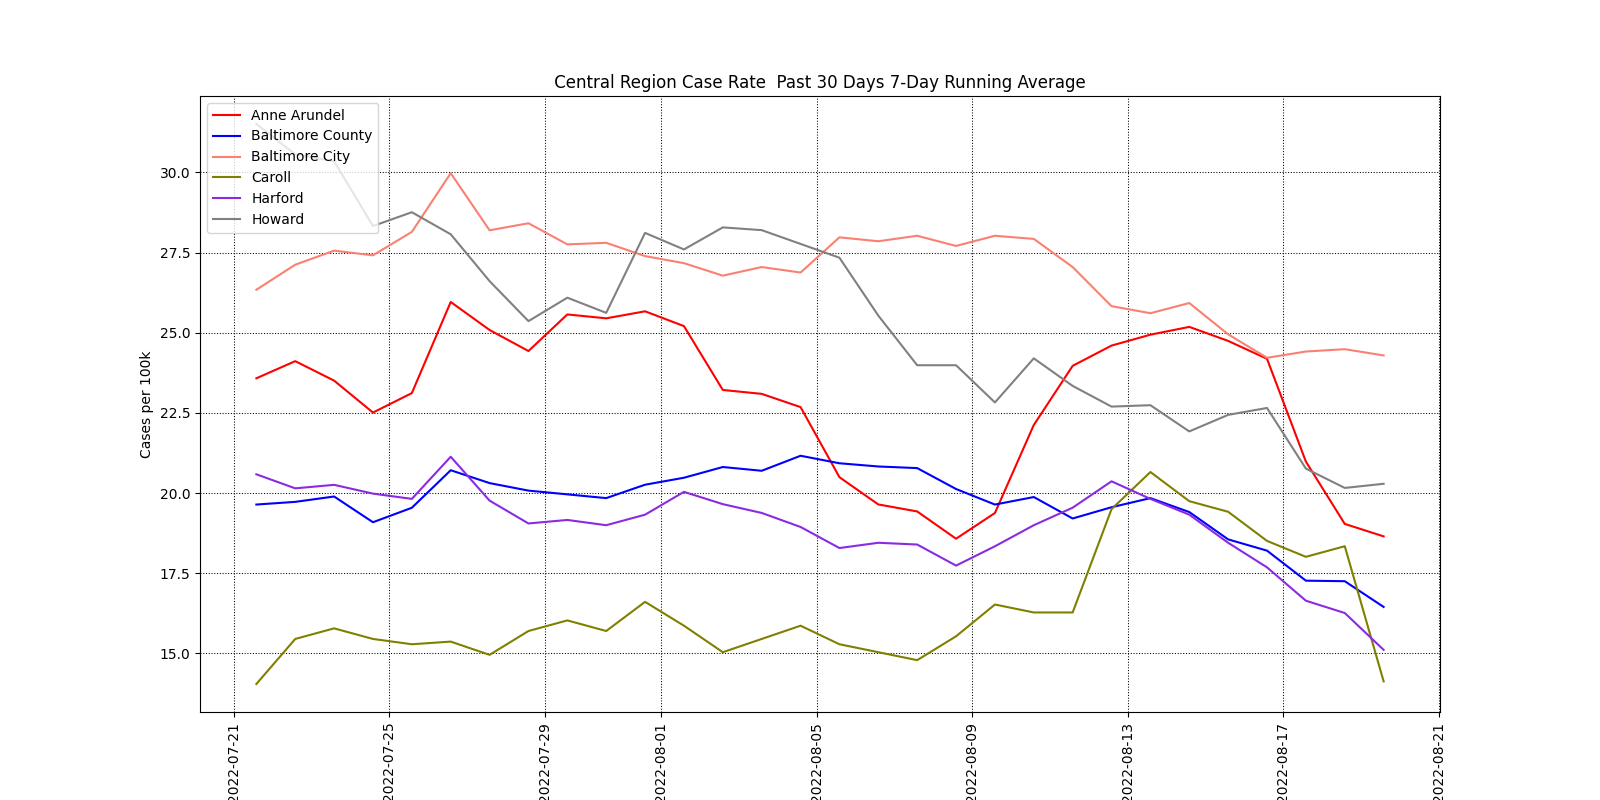 Central Region Case Rate  Past 30 Days 7-Day Running Average
Anne Arundel
Baltimore County
Baltimore City
Caroll
Harford
Howard
30.0
27.5
25.0
22.5
20.0
17.5
15.0
Cases per 100k
2022-07-21
2022-07-25
2022-07-29
2022-08-01
2022-08-05
2022-08-09
2022-08-13
2022-08-17
2022-08-21